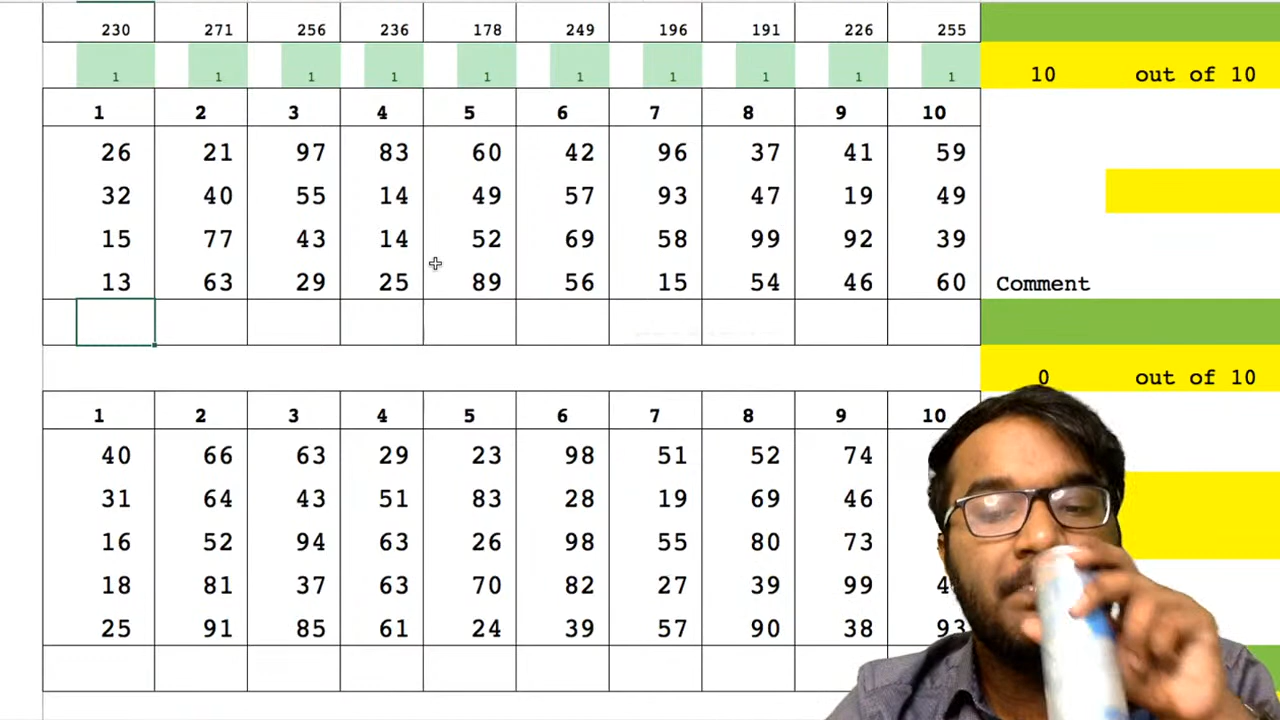 230 271 256 236 178 249 196 191 226 255
1 1 1 1 1 1 1 1 1 1 10 out of 10
1 2 3 4 5 6 7 8 9 10
26 21 97 83 60 42 96 37 41 59
32 40 55 14 49 57 93 47 19 49
15 77 43 14 52 69 58 99 92 39
13 63 29 25 89 56 15 54 46 60 Comment
0 out of 10
1 2 3 4 5 6 7 8 9 10
40 66 63 29 23 98 51 52 74
31 64 43 51 83 28 19 69 46
16 52 94 63 26 98 55 80 73
18 81 37 63 70 82 27 39 99
25 91 85 61 24 39 57 90 38 93